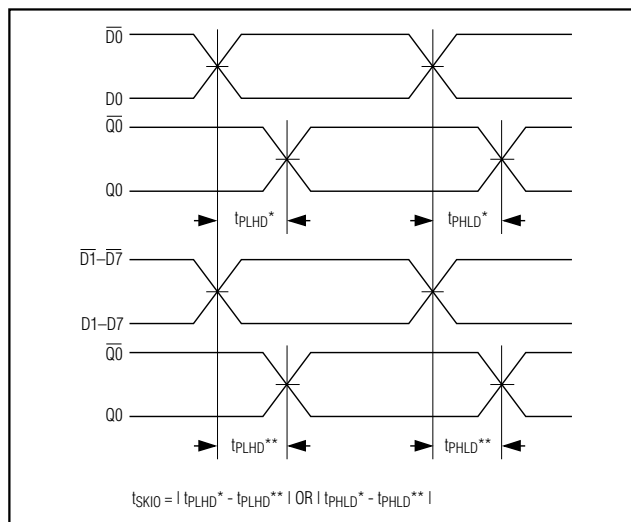 D̅0̅
D0
Q̅0̅
Q0
tPLHD* tPHLD*
D̅1̅–D̅7̅
D1–D7
Q̅0̅
Q0
tPLHD** tPHLD**
tSKIO = | tPLHD* - tPLHD** | OR | tPHLD* - tPHLD** |